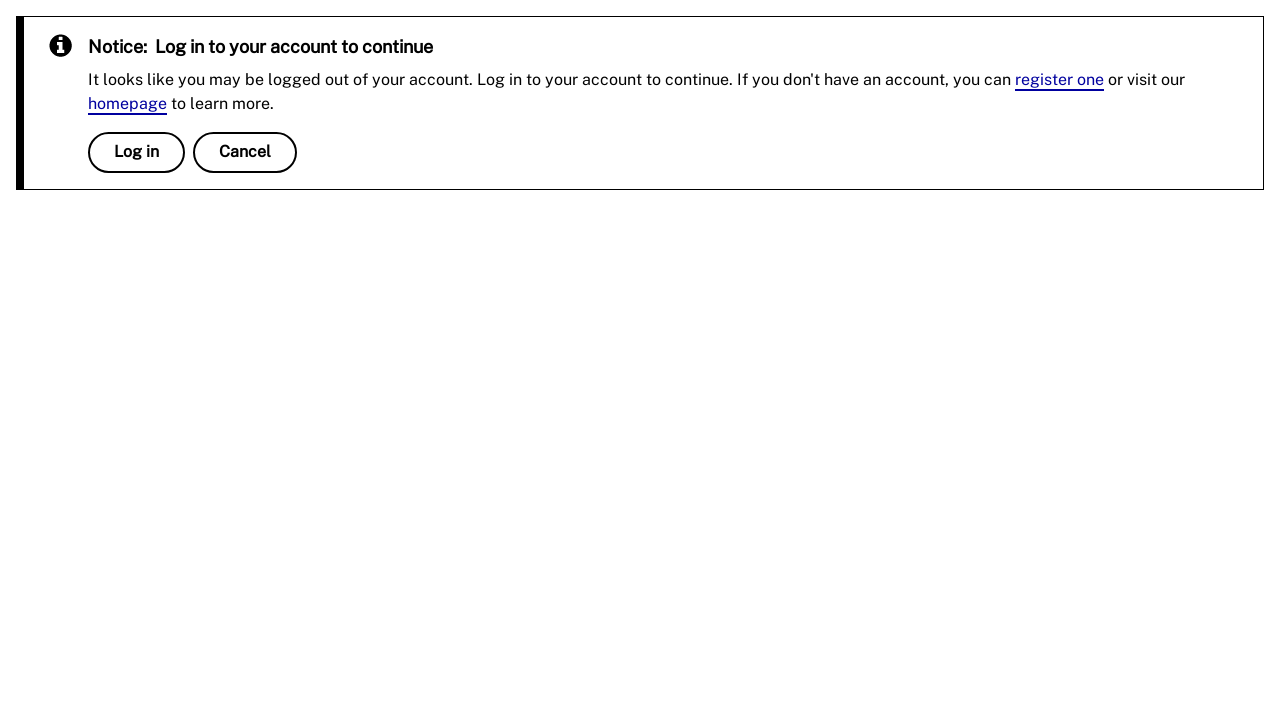 Notice: Log in to your account to continue
It looks like you may be logged out of your account. Log in to your account to continue. If you don't have an account, you can register one or visit our
homepage to learn more.
Log in Cancel